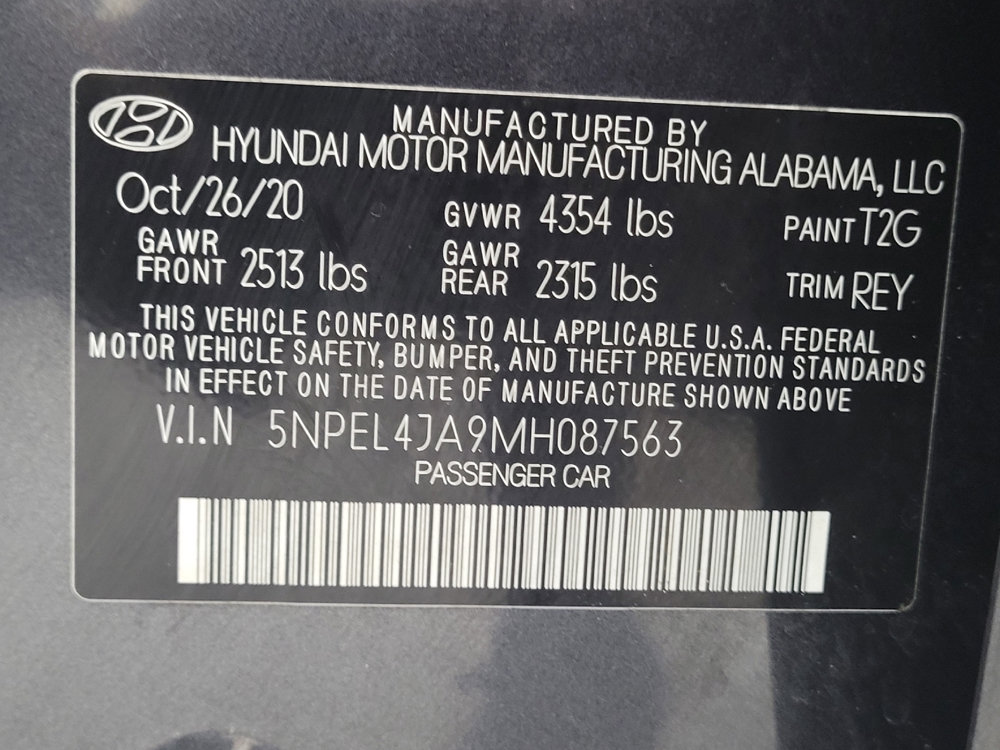 MANUFACTURED BY
HYUNDAI MOTOR MANUFACTURING ALABAMA, LLC
Oct/26/20 GVWR 4354 lbs PAINT T2G
GAWR FRONT 2513 lbs GAWR REAR 2315 lbs TRIM REY
THIS VEHICLE CONFORMS TO ALL APPLICABLE U.S.A. FEDERAL
MOTOR VEHICLE SAFETY, BUMPER, AND THEFT PREVENTION STANDARDS
IN EFFECT ON THE DATE OF MANUFACTURE SHOWN ABOVE
V.I.N 5NPEL4JA9MH087563
PASSENGER CAR